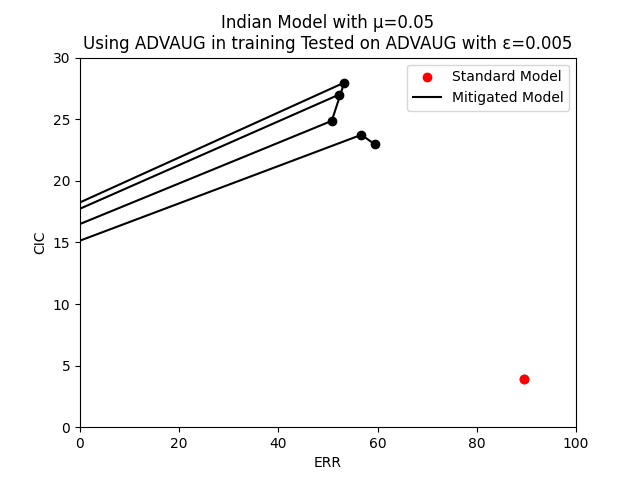 Indian Model with μ=0.05
Using ADVAUG in training Tested on ADVAUG with ε=0.005
Standard Model
Mitigated Model
30
25
20
15
10
5
0
CIC
0 20 40 60 80 100
ERR